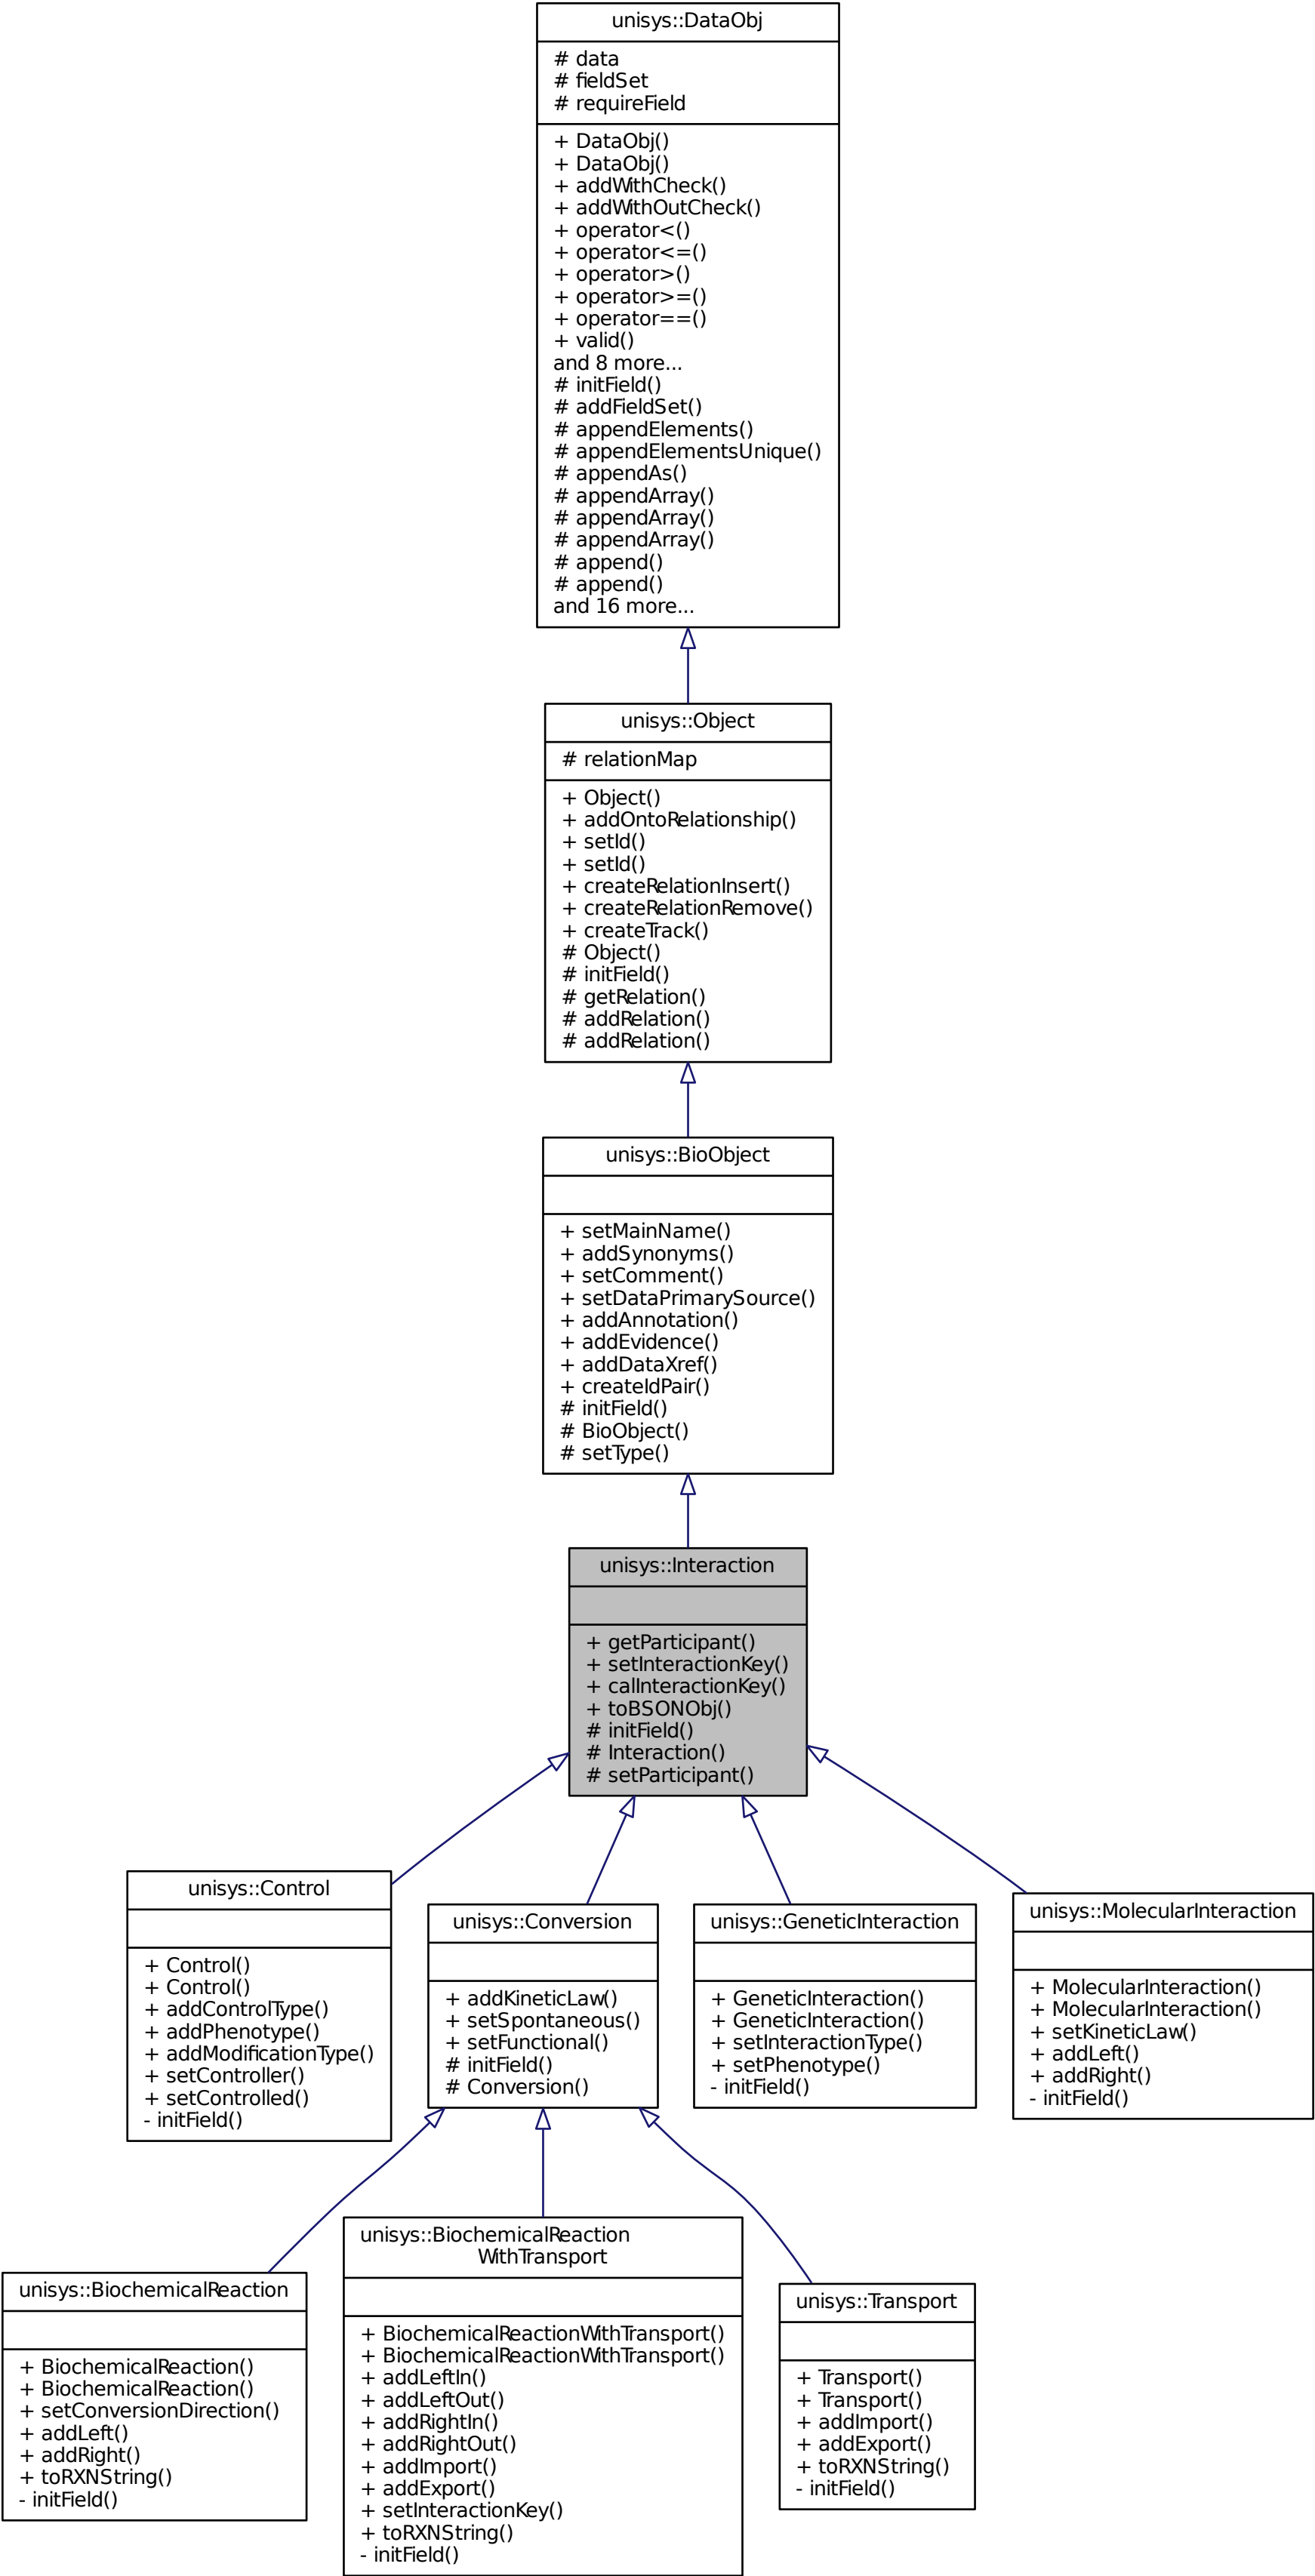 unisys::DataObj
# data
# fieldSet
# requireField
+ DataObj()
+ DataObj()
+ addWithCheck()
+ addWithOutCheck()
+ operator<()
+ operator<=()
+ operator>()
+ operator>=()
+ operator==()
+ valid()
and 8 more...
# initField()
# addFieldSet()
# appendElements()
# appendElementsUnique()
# appendAs()
# appendArray()
# appendArray()
# appendArray()
# append()
# append()
and 16 more...
unisys::Object
# relationMap
+ Object()
+ addOntoRelationship()
+ setId()
+ setId()
+ createRelationInsert()
+ createRelationRemove()
+ createTrack()
# Object()
# initField()
# getRelation()
# addRelation()
# addRelation()
unisys::BioObject
+ setMainName()
+ addSynonyms()
+ setComment()
+ setDataPrimarySource()
+ addAnnotation()
+ addEvidence()
+ addDataXref()
+ createIdPair()
# initField()
# BioObject()
# setType()
unisys::Interaction
+ getParticipant()
+ setInteractionKey()
+ calInteractionKey()
+ toBSONObj()
# initField()
# Interaction()
# setParticipant()
unisys::Control
+ Control()
+ Control()
+ addControlType()
+ addPhenotype()
+ addModificationType()
+ setController()
+ setControlled()
- initField()
unisys::Conversion
+ addKineticLaw()
+ setSpontaneous()
+ setFunctional()
# initField()
# Conversion()
unisys::GeneticInteraction
+ GeneticInteraction()
+ GeneticInteraction()
+ setInteractionType()
+ setPhenotype()
- initField()
unisys::MolecularInteraction
+ MolecularInteraction()
+ MolecularInteraction()
+ setKineticLaw()
+ addLeft()
+ addRight()
- initField()
unisys::BiochemicalReaction
+ BiochemicalReaction()
+ BiochemicalReaction()
+ setConversionDirection()
+ addLeft()
+ addRight()
+ toRXNString()
- initField()
unisys::BiochemicalReaction
WithTransport
+ BiochemicalReactionWithTransport()
+ BiochemicalReactionWithTransport()
+ addLeftIn()
+ addLeftOut()
+ addRightIn()
+ addRightOut()
+ addImport()
+ addExport()
+ setInteractionKey()
+ toRXNString()
- initField()
unisys::Transport
+ Transport()
+ Transport()
+ addImport()
+ addExport()
+ toRXNString()
- initField()